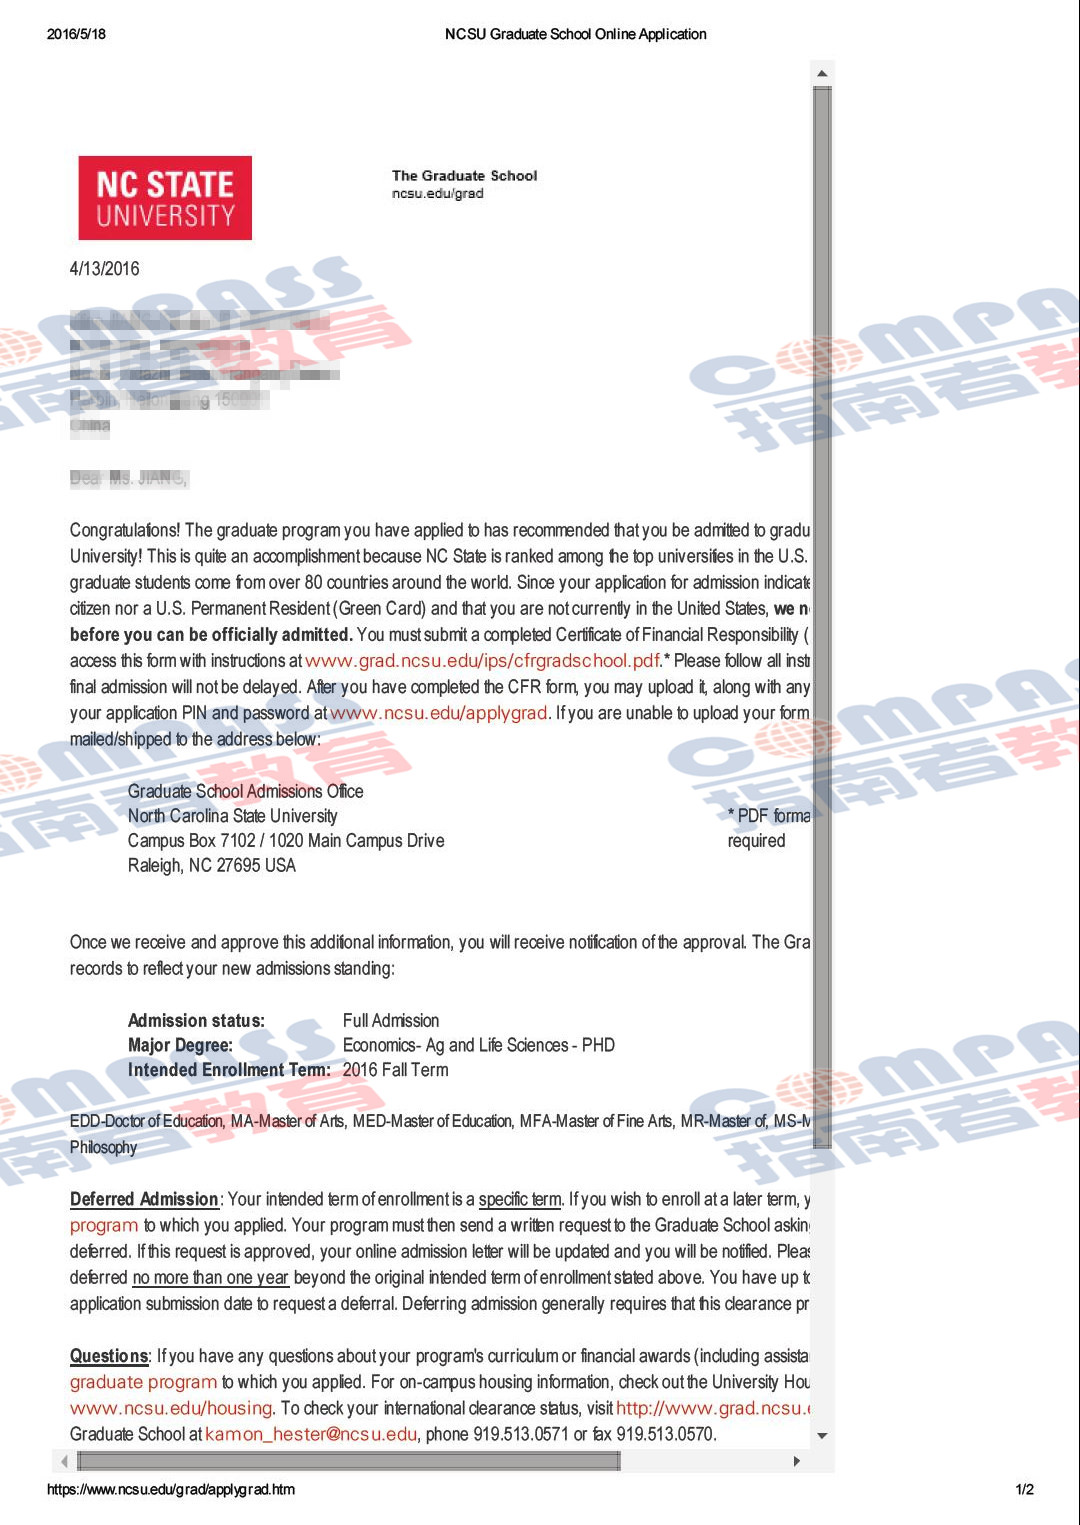 2016/5/18
NCSU Graduate School Online Application
NC STATE
UNIVERSITY
The Graduate School
ncsu.edu/grad
4/13/2016
China
Dear Ms. JIANG,
Congratulations! The graduate program you have applied to has recommended that you be admitted to gradu
University! This is quite an accomplishment because NC State is ranked among the top universities in the U.S.
graduate students come from over 80 countries around the world. Since your application for admission indicate
citizen nor a U.S. Permanent Resident (Green Card) and that you are not currently in the United States, we n
before you can be officially admitted. You must submit a completed Certificate of Financial Responsibility (
access this form with instructions at www.grad.ncsu.edu/ips/cfrgradschool.pdf.* Please follow all instr
final admission will not be delayed. After you have completed the CFR form, you may upload it, along with any
your application PIN and password at www.ncsu.edu/applygrad. If you are unable to upload your form
mailed/shipped to the address below:
Graduate School Admissions Office
North Carolina State University
* PDF forma
Campus Box 7102 / 1020 Main Campus Drive
required
Raleigh, NC 27695 USA
Once we receive and approve this additional information, you will receive notification of the approval. The Gra
records to reflect your new admissions standing:
Admission status: Full Admission
Major Degree: Economics- Ag and Life Sciences - PHD
Intended Enrollment Term: 2016 Fall Term
EDD-Doctor of Education, MA-Master of Arts, MED-Master of Education, MFA-Master of Fine Arts, MR-Master of, MS-M
Philosophy
Deferred Admission: Your intended term of enrollment is a specific term. If you wish to enroll at a later term, y
program to which you applied. Your program must then send a written request to the Graduate School asking
deferred. If this request is approved, your online admission letter will be updated and you will be notified. Pleas
deferred no more than one year beyond the original intended term of enrollment stated above. You have up to
application submission date to request a deferral. Deferring admission generally requires that this clearance pr
Questions: If you have any questions about your program's curriculum or financial awards (including assista
graduate program to which you applied. For on-campus housing information, check out the University Hou
www.ncsu.edu/housing. To check your international clearance status, visit http://www.grad.ncsu.e
Graduate School at kamon_hester@ncsu.edu, phone 919.513.0571 or fax 919.513.0570.
https://www.ncsu.edu/grad/applygrad.htm
1/2
COMPASS
指南者教育